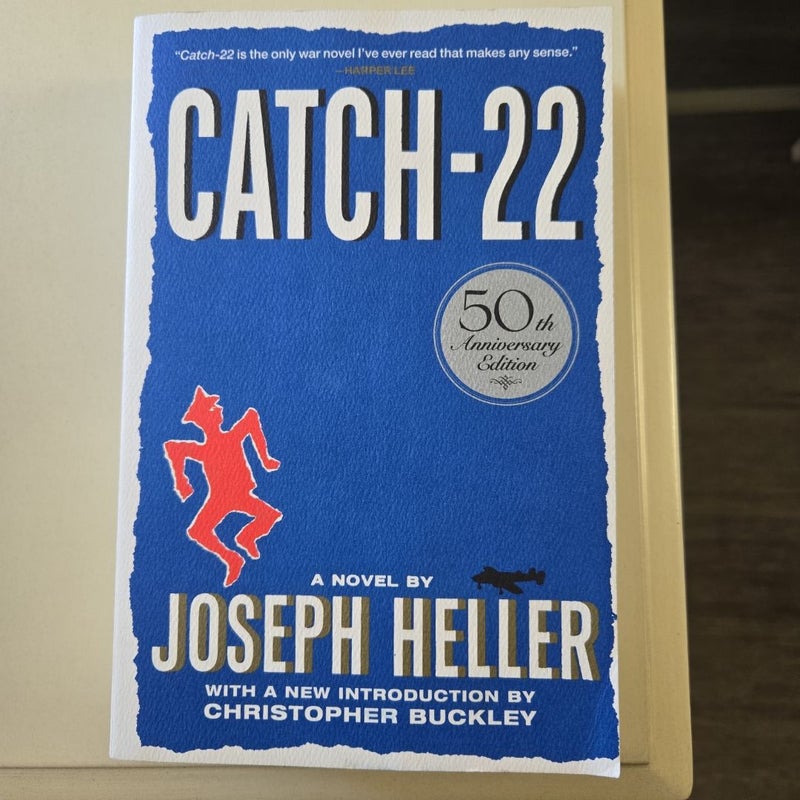 “Catch-22 is the only war novel I’ve ever read that makes any sense.”
—HARPER LEE
CATCH-22
50th
Anniversary
Edition
A NOVEL BY
JOSEPH HELLER
WITH A NEW INTRODUCTION BY
CHRISTOPHER BUCKLEY